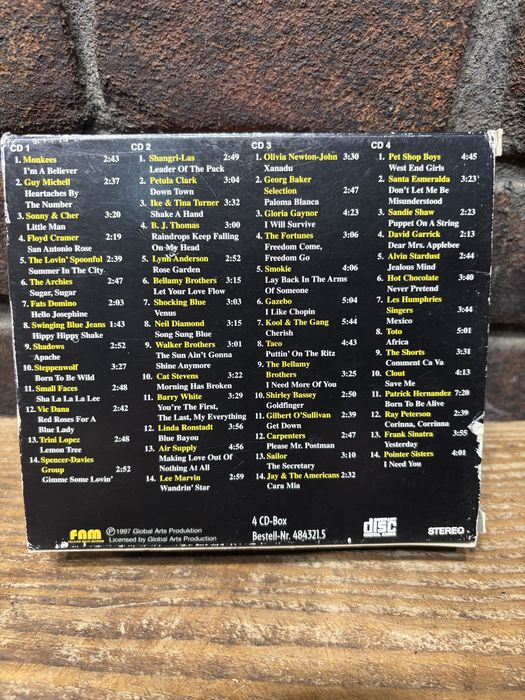 CD 1
1. Monkees 2:43
I'm A Believer
2. Guy Michell 2:37
Heartaches By
The Number
3. Sonny & Cher 3:20
Little Man
4. Floyd Cramer 2:19
San Antonio Rose
5. The Lovin' Spoonful 2:39
Summer In The City
6. The Archies 2:47
Sugar, Sugar
7. Fats Domino 2:03
Hello Josephine
8. Swinging Blue Jeans 1:43
Hippy Hippy Shake
9. Shadows 2:52
Apache
10. Steppenwolf 3:27
Born To Be Wild
11. Small Faces 2:48
Sha La La La Lee
12. Vic Dana 2:42
Red Roses For A
Blue Lady
13. Trini Lopez 2:48
Lemon Tree
14. Spencer-Davies
Group 2:52
Gimme Some Lovin'
CD 2
1. Shangri-Las 2:49
Leader Of The Pack
2. Petula Clark 3:04
Down Town
3. Ike & Tina Turner 2:32
Shake A Hand
4. B. J. Thomas 3:00
Raindrops Keep Falling
On My Head
5. Lynn Anderson 2:52
Rose Garden
6. Bellamy Brothers 3:15
Let Your Love Flow
7. Shocking Blue 3:03
Venus
8. Neil Diamond 3:15
Song Sung Blue
9. Walker Brothers 3:01
The Sun Ain't Gonna
Shine Anymore
10. Cat Stevens 3:22
Morning Has Broken
11. Barry White 3:29
You're The First,
The Last, My Everything
12. Linda Ronstadt 2:56
Blue Bayou
13. Air Supply 4:56
Making Love Out Of
Nothing At All
14. Lee Marvin 2:59
Wandrin' Star
CD 3
1. Olivia Newton-John 3:30
Xanadu
2. Georg Baker
Selection 2:47
Paloma Blanca
3. Gloria Gaynor 4:23
I Will Survive
4. The Fortunes 3:06
Freedom Come,
Freedom Go
5. Smokie 4:06
Lay Back In The Arms
Of Someone
6. Gazebo 5:04
I Like Chopin
7. Kool & The Gang 5:44
Cherish
8. Taco 4:43
Puttin' On The Ritz
9. The Bellamy
Brothers 3:25
I Need More Of You
10. Shirley Bassey 2:50
Goldfinger
11. Gilbert O'Sullivan 2:39
Get Down
12. Carpenters 2:47
Please Mr. Postman
13. Sailor 3:10
The Secretary
14. Jay & The Americans 2:32
Cara Mia
CD 4
1. Pet Shop Boys 4:45
West End Girls
2. Santa Esmeralda 3:23
Don't Let Me Be
Misunderstood
3. Sandie Shaw 2:23
Puppet On A String
4. David Garrick 2:13
Dear Mrs. Applebee
5. Alvin Stardust 2:44
Jealous Mind
6. Hot Chocolate 3:40
Never Pretend
7. Les Humphries
Singers 3:44
Mexico
8. Toto 5:01
Africa
9. The Shorts 3:31
Comment Ca Va
10. Clout 4:13
Save Me
11. Patrick Hernandez 7:20
Born To Be Alive
12. Ray Peterson 2:39
Corinna, Corrinna
13. Frank Sinatra 3:55
Yesterday
14. Pointer Sisters 4:01
I Need You
fam
℗ 1997 Global Arts Produktion
Licensed by Global Arts Production
4 CD-Box
Bestell-Nr. 484321.5
COMPACT
disc
DIGITAL AUDIO
STEREO